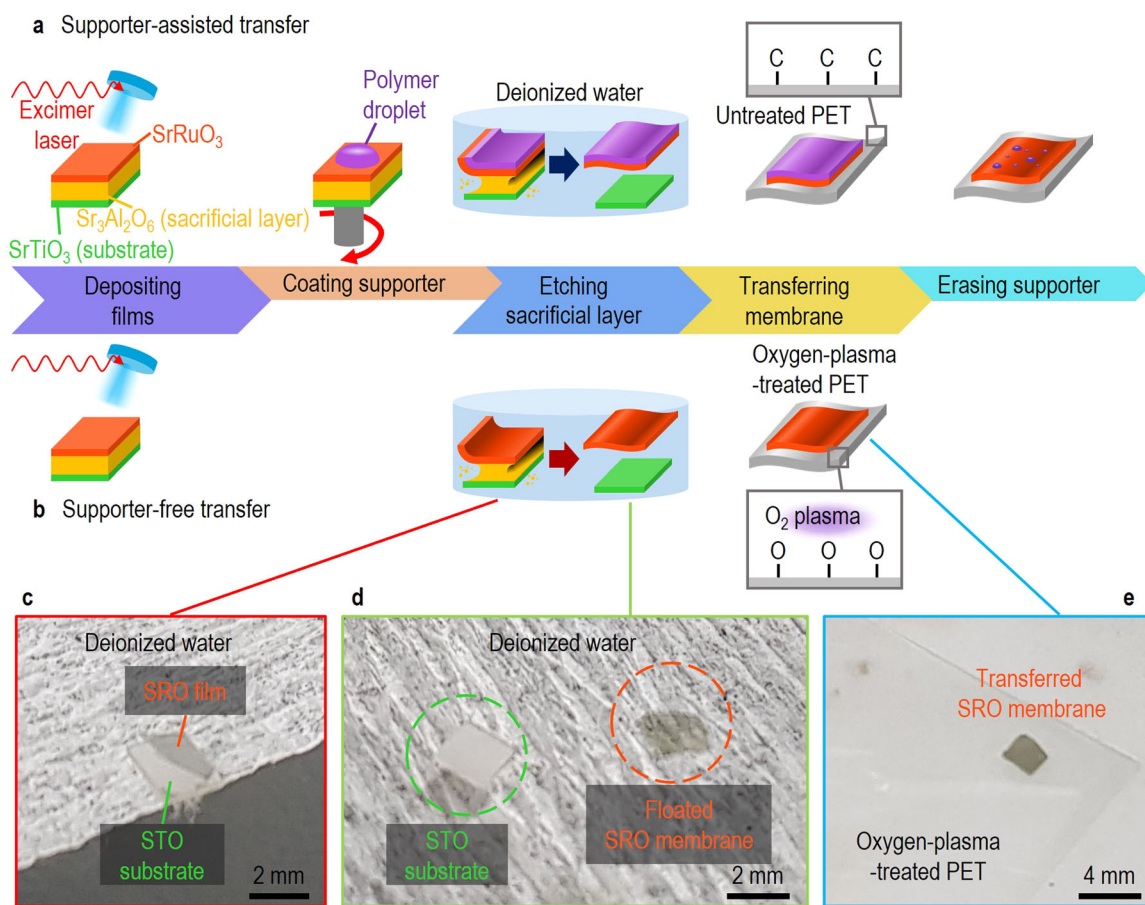 a Supporter-assisted transfer
Excimer
laser
SrRuO₃
Sr₃Al₂O₆ (sacrificial layer)
SrTiO₃ (substrate)
Polymer
droplet
Deionized water
C C C
Untreated PET
Depositing
films
Coating supporter
Etching
sacrificial layer
Transferring
membrane
Erasing supporter
Oxygen-plasma
-treated PET
O₂ plasma
O O O
b Supporter-free transfer
c
Deionized water
SRO film
STO
substrate
2 mm
d
Deionized water
STO
substrate
Floated
SRO membrane
2 mm
e
Transferred
SRO membrane
Oxygen-plasma
-treated PET
4 mm